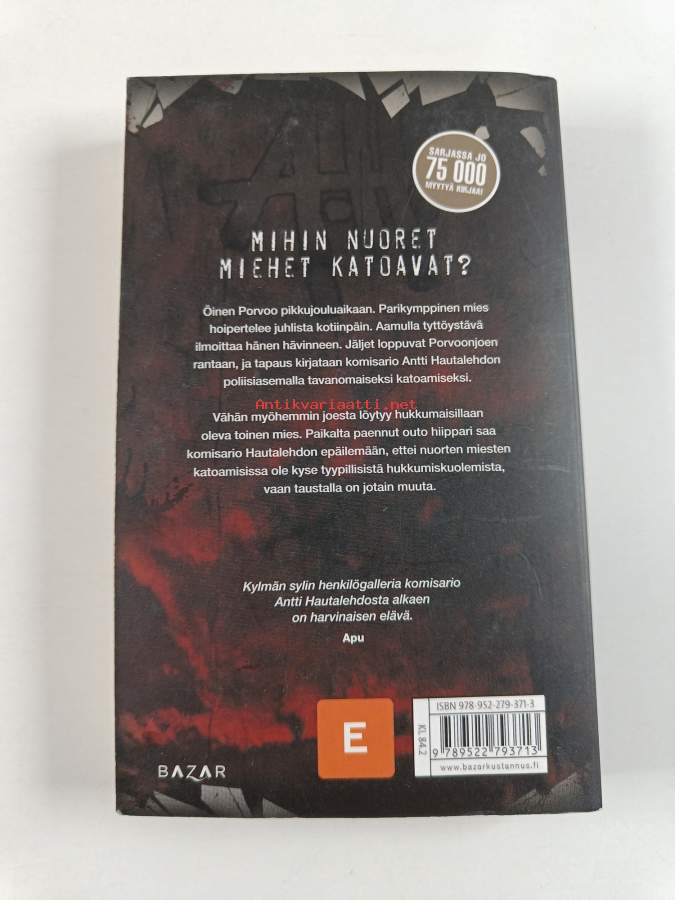 SARJASSA JO
75 000
MYYTYÄ KIRJAA!
MIHIN NUORET
MIEHET KATOAVAT?
Öinen Porvoo pikkujouluaikaan. Parikymppinen mies
hoipertelee juhlista kotiinpäin. Aamulla tyttöystävä
ilmoittaa hänen hävinneen. Jäljet loppuvat Porvoonjoen
rantaan, ja tapaus kirjataan komisario Antti Hautalehdon
poliisiasemalla tavanomaiseksi katoamiseksi.
Antikvariaatti.net
Vähän myöhemmin joesta löytyy hukkumaisillaan
oleva toinen mies. Paikalta paennut outo hiippari saa
komisario Hautalehdon epäilemään, ettei nuorten miesten
katoamisissa ole kyse tyypillisistä hukkumiskuolemista,
vaan taustalla on jotain muuta.
Kylmän sylin henkilögalleria komisario
Antti Hautalehdosta alkaen
on harvinaisen elävä.
Apu
E
ISBN 978-952-279-371-3
KL 84.2
9 789522 793713
www.bazarkustannus.fi
BAZAR